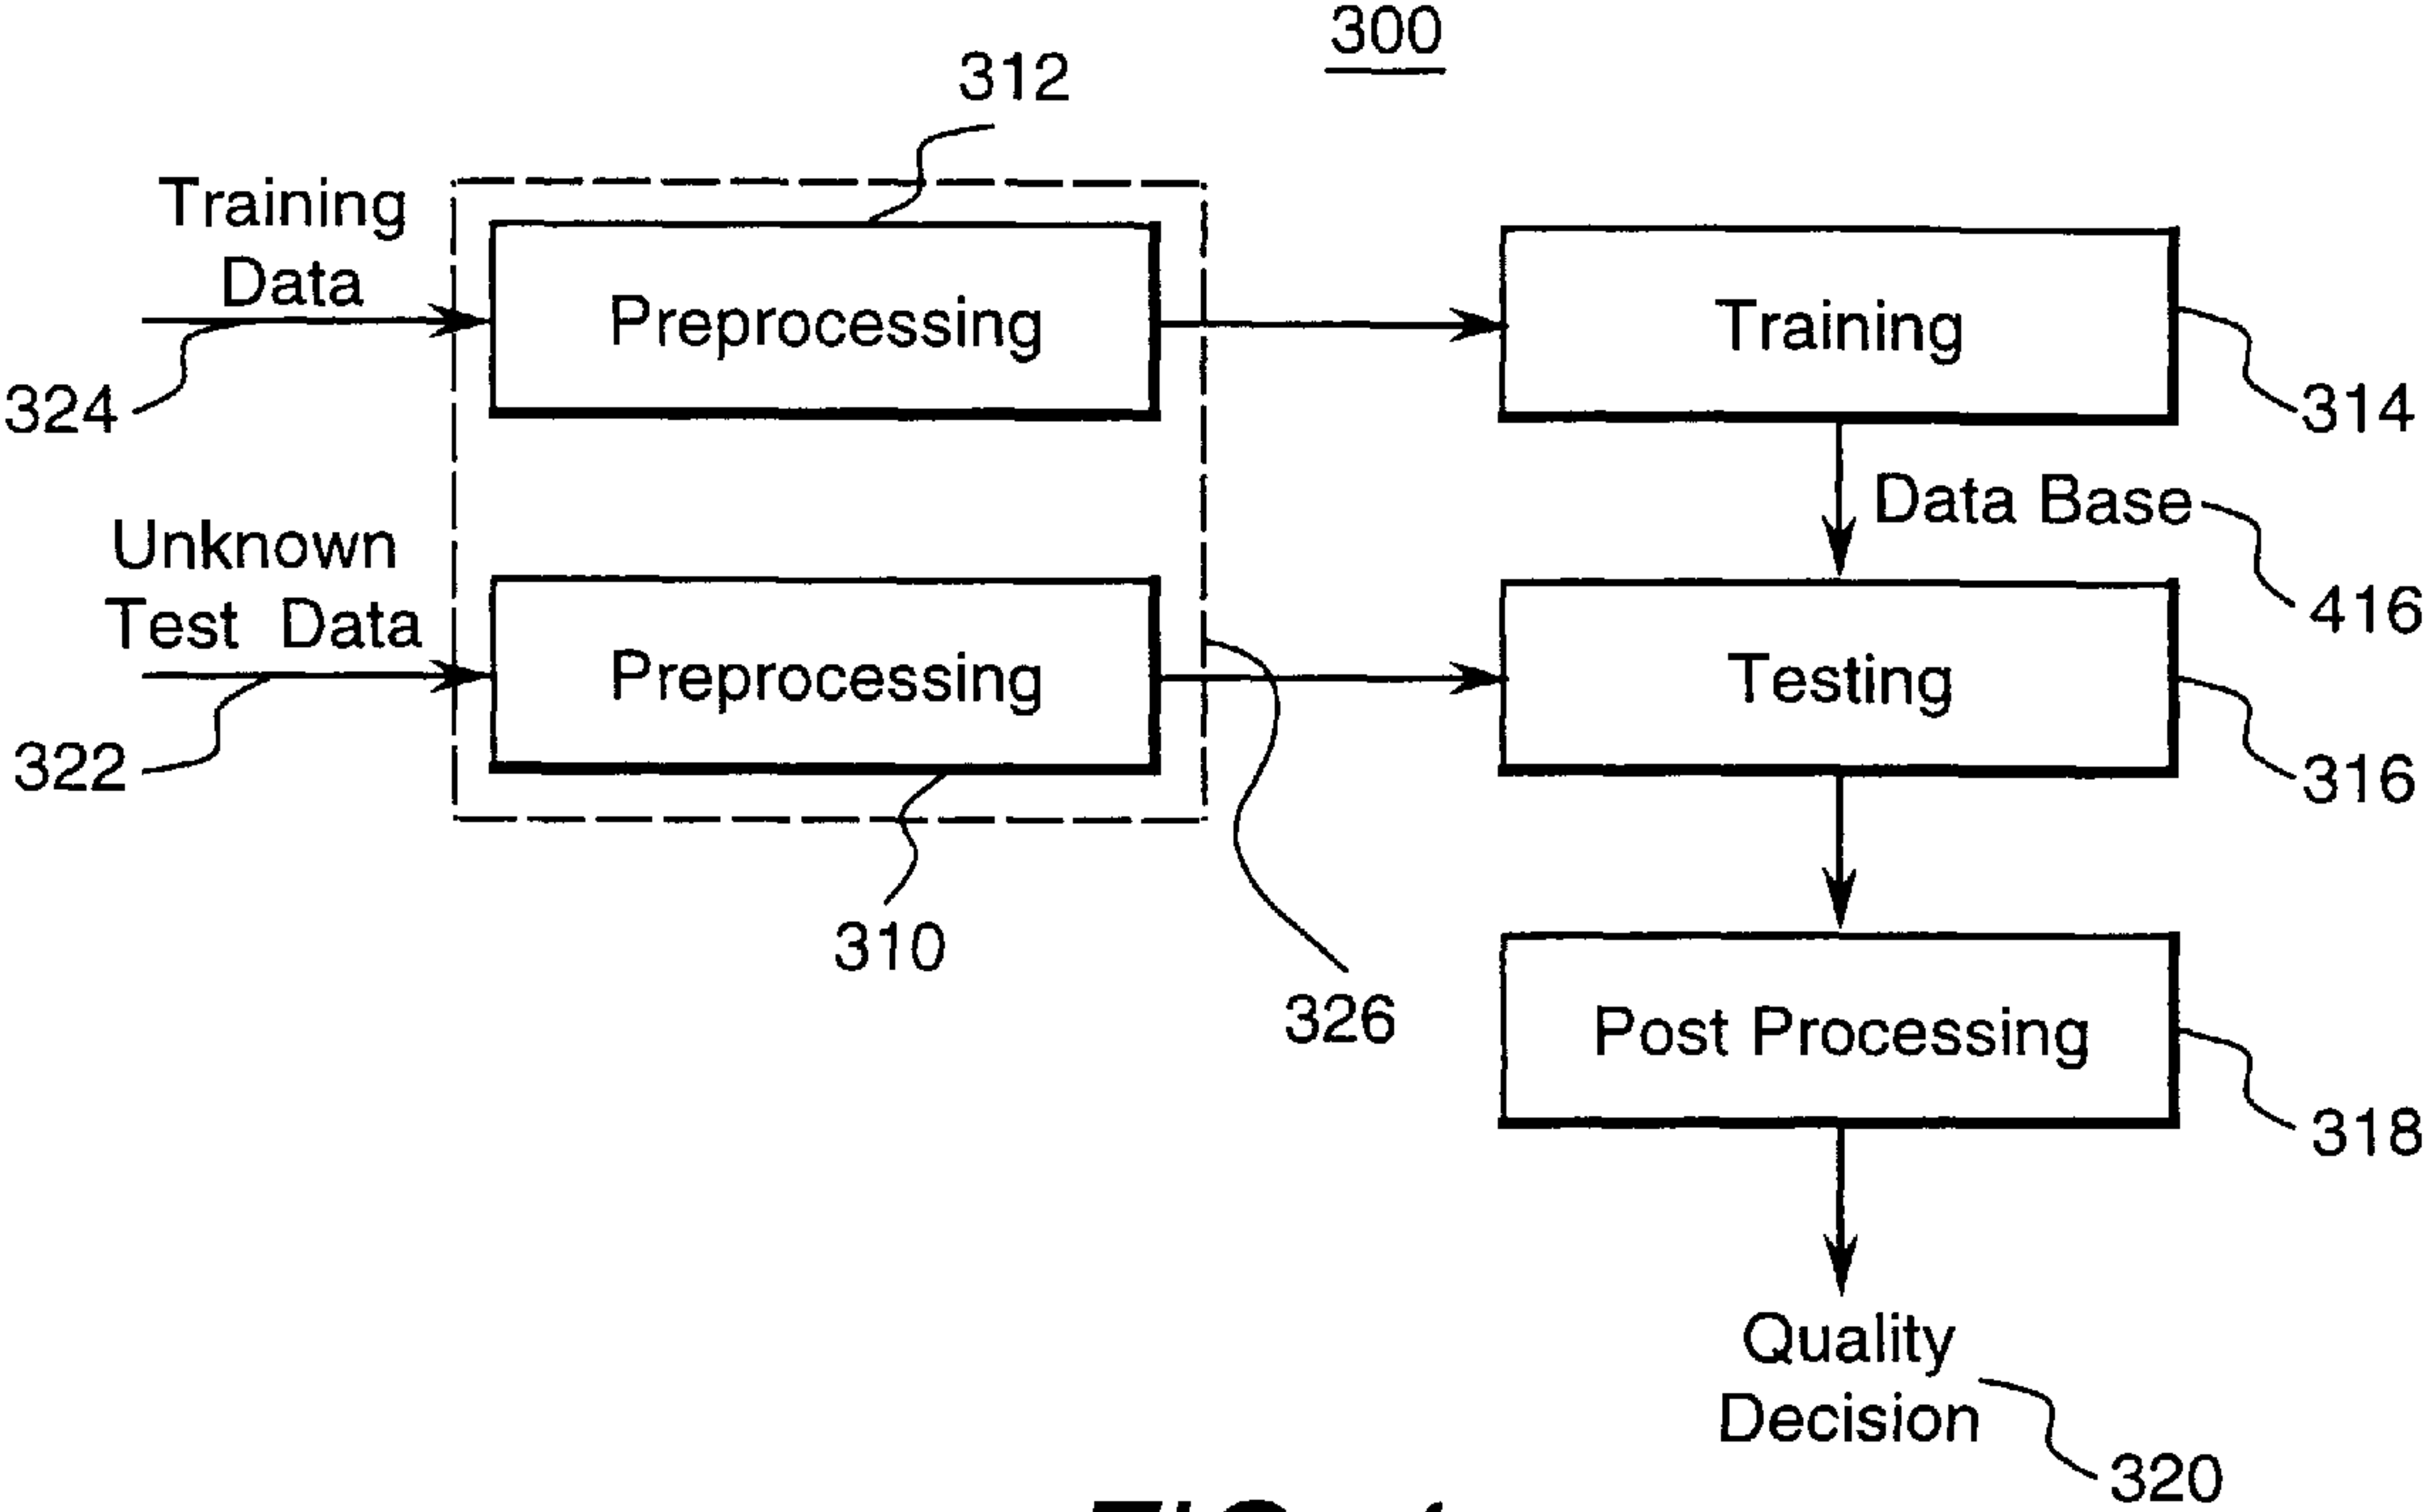 300
312
Training
Data
Preprocessing
Training
324
314
Data Base
416
Unknown
Test Data
Preprocessing
Testing
322
316
310
326
Post Processing
318
Quality
Decision
320